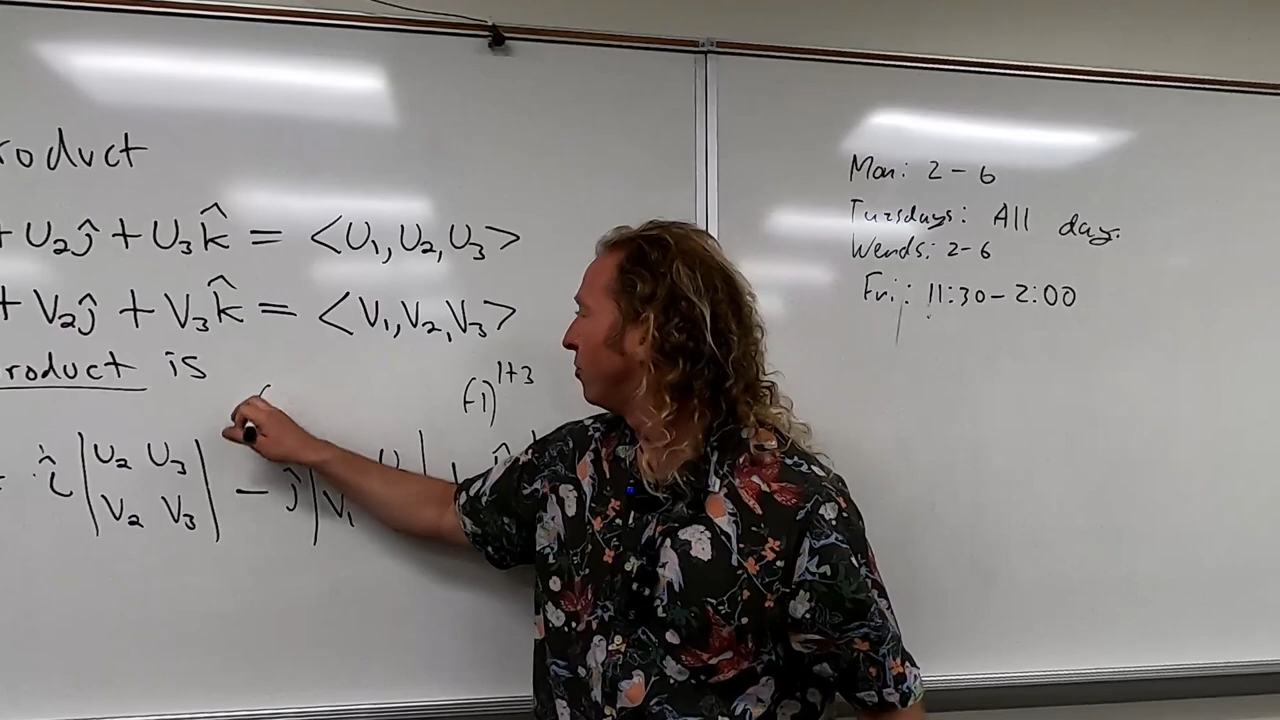 roduct
+ U₂ĵ + U₃k̂ = <U₁, U₂, U₃>
+ V₂ĵ + V₃k̂ = <V₁, V₂, V₃>
roduct is
(-1)¹⁺³
= î |U₂ U₃| - ĵ |
V₂ V₃ V₁
Mon: 2 - 6
Tuesdays: All day.
Wends: 2-6
Fri: 11:30 - 2:00